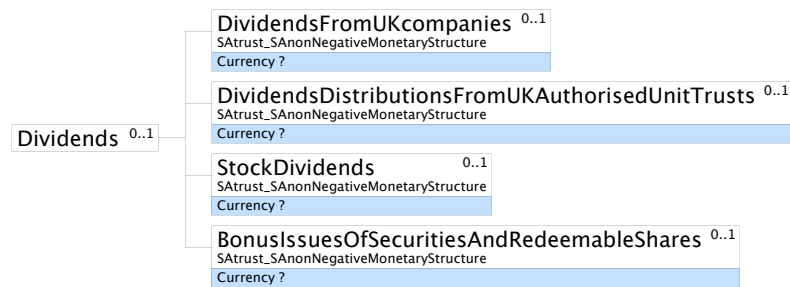 DividendsFromUKcompanies 0..1
SAtrust_SAnonNegativeMonetaryStructure
Currency ?
DividendsDistributionsFromUKAuthorisedUnitTrusts 0..1
SAtrust_SAnonNegativeMonetaryStructure
Currency ?
Dividends 0..1
StockDividends 0..1
SAtrust_SAnonNegativeMonetaryStructure
Currency ?
BonusIssuesOfSecuritiesAndRedeemableShares 0..1
SAtrust_SAnonNegativeMonetaryStructure
Currency ?